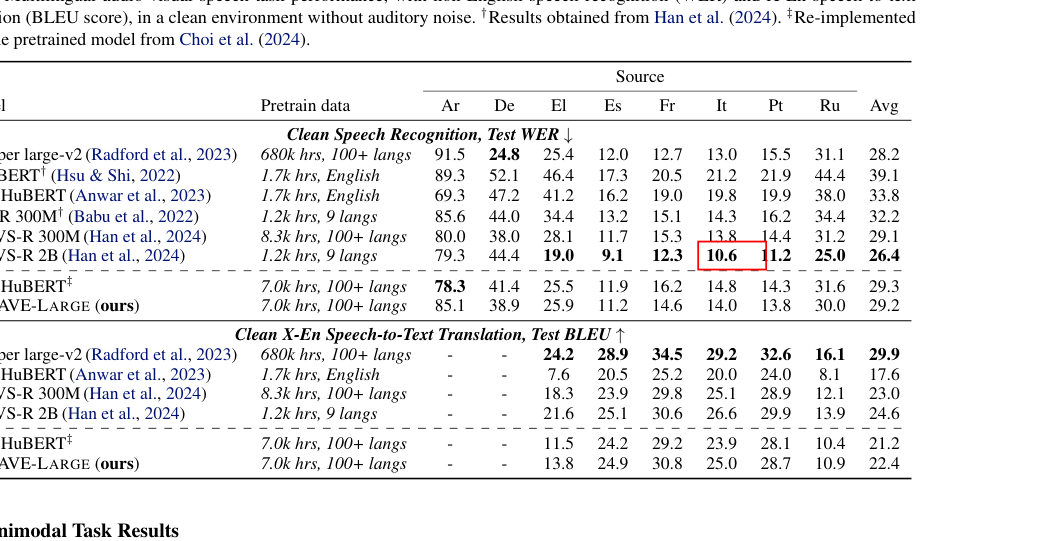 ion (BLEU score), in a clean environment without auditory noise. †Results obtained from Han et al. (2024). ‡Re-implemented
e pretrained model from Choi et al. (2024).
Source
el Pretrain data Ar De El Es Fr It Pt Ru Avg
Clean Speech Recognition, Test WER ↓
per large-v2 (Radford et al., 2023) 680k hrs, 100+ langs 91.5 24.8 25.4 12.0 12.7 13.0 15.5 31.1 28.2
BERT† (Hsu & Shi, 2022) 1.7k hrs, English 89.3 52.1 46.4 17.3 20.5 21.2 21.9 44.4 39.1
HuBERT (Anwar et al., 2023) 1.7k hrs, English 69.3 47.2 41.2 16.2 19.0 19.8 19.9 38.0 33.8
R 300M† (Babu et al., 2022) 1.2k hrs, 9 langs 85.6 44.0 34.4 13.2 15.1 14.3 16.2 34.4 32.2
VS-R 300M (Han et al., 2024) 8.3k hrs, 100+ langs 80.0 38.0 28.1 11.7 15.3 13.8 14.4 31.2 29.1
VS-R 2B (Han et al., 2024) 1.2k hrs, 9 langs 79.3 44.4 19.0 9.1 12.3 10.6 11.2 25.0 26.4
HuBERT‡ 7.0k hrs, 100+ langs 78.3 41.4 25.5 11.9 16.2 14.8 14.3 31.6 29.3
AVE-LARGE (ours) 7.0k hrs, 100+ langs 85.1 38.9 25.9 11.2 14.6 14.0 13.8 30.0 29.2
Clean X-En Speech-to-Text Translation, Test BLEU ↑
per large-v2 (Radford et al., 2023) 680k hrs, 100+ langs - - 24.2 28.9 34.5 29.2 32.6 16.1 29.9
HuBERT (Anwar et al., 2023) 1.7k hrs, English - - 7.6 20.5 25.2 20.0 24.0 8.1 17.6
VS-R 300M (Han et al., 2024) 8.3k hrs, 100+ langs - - 18.3 23.9 29.8 25.1 28.9 12.1 23.0
VS-R 2B (Han et al., 2024) 1.2k hrs, 9 langs - - 21.6 25.1 30.6 26.6 29.9 13.9 24.6
HuBERT‡ 7.0k hrs, 100+ langs - - 11.5 24.2 29.2 23.9 28.1 10.4 21.2
AVE-LARGE (ours) 7.0k hrs, 100+ langs - - 13.8 24.9 30.8 25.0 28.7 10.9 22.4
nimodal Task Results